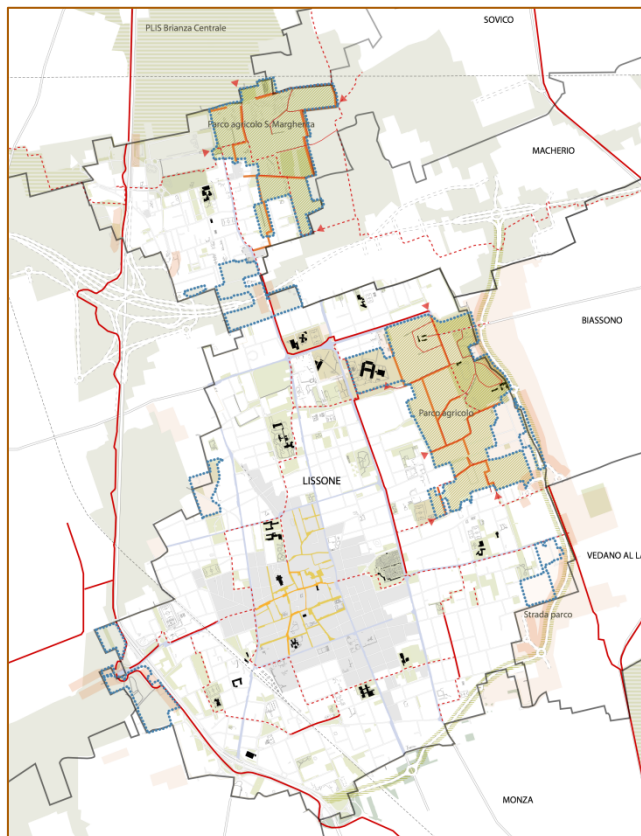 SOVICO
PLIS Brianza Centrale
Parco agricolo S.Margherita
MACHERIO
BIASSONO
Parco agricolo
LISSONE
VEDANO AL LA
Strada parco
MONZA